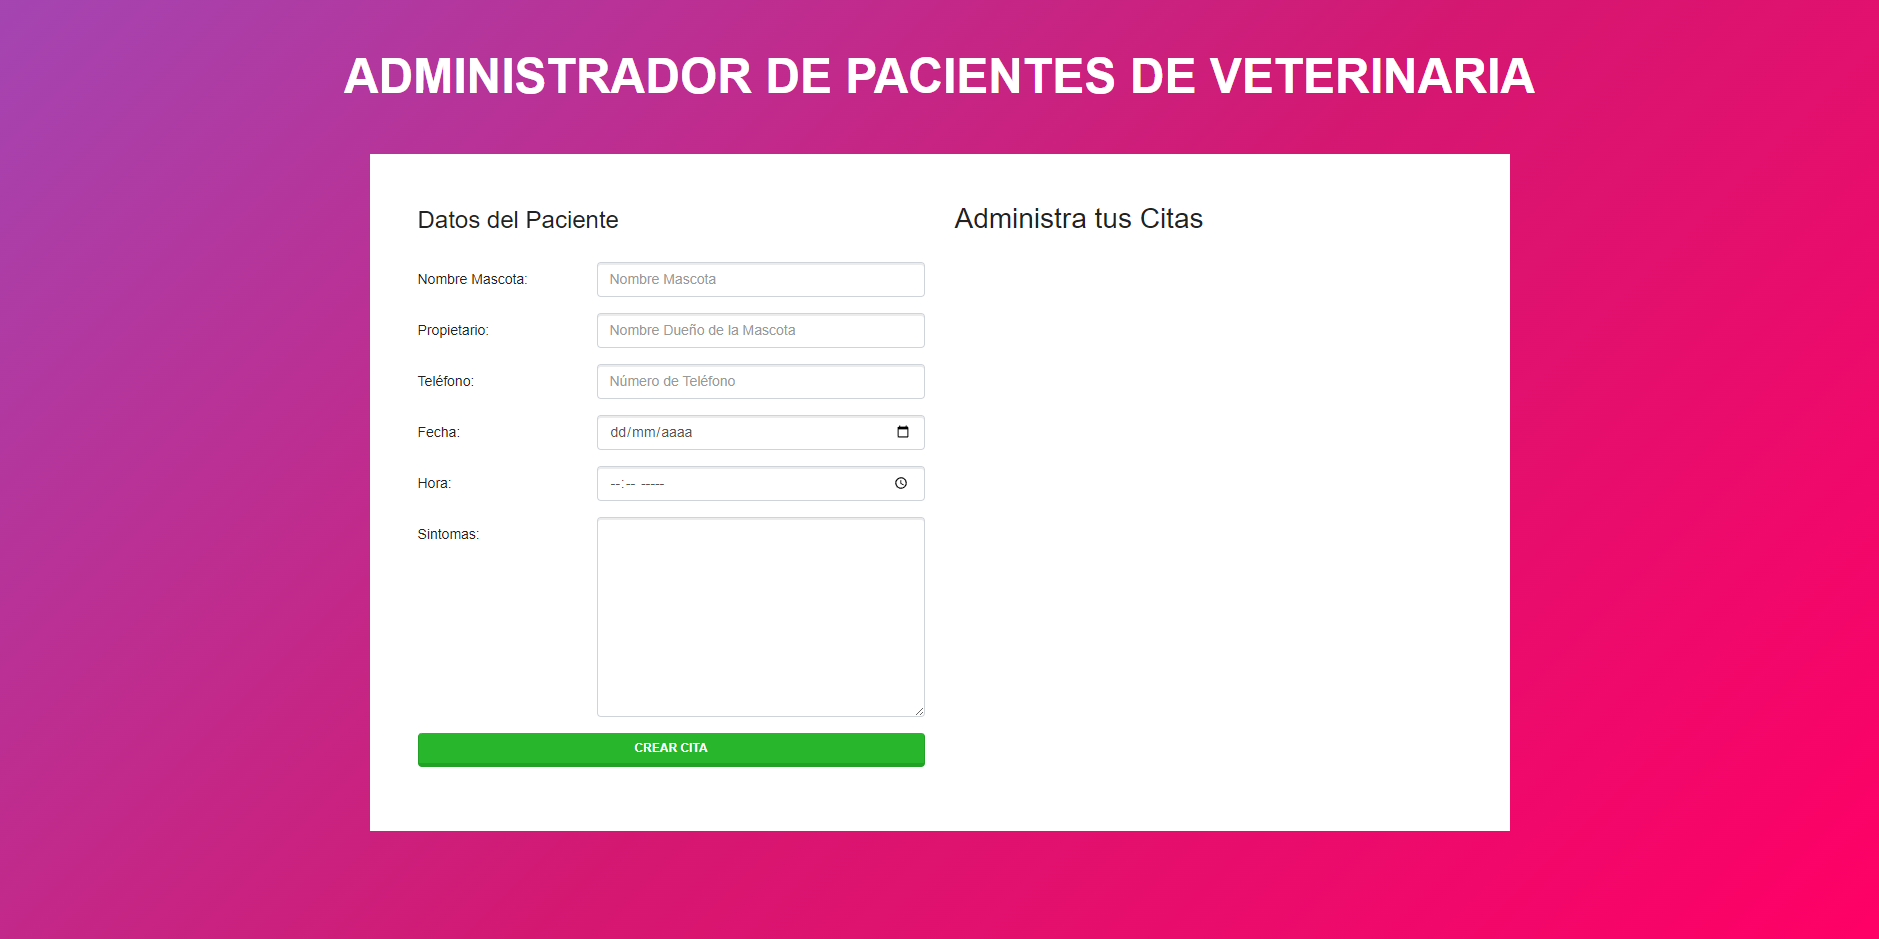 ADMINISTRADOR DE PACIENTES DE VETERINARIA
Datos del Paciente
Nombre Mascota: Nombre Mascota
Propietario: Nombre Dueño de la Mascota
Teléfono: Número de Teléfono
Fecha: dd/mm/aaaa
Hora: --:-- -----
Sintomas:
CREAR CITA
Administra tus Citas